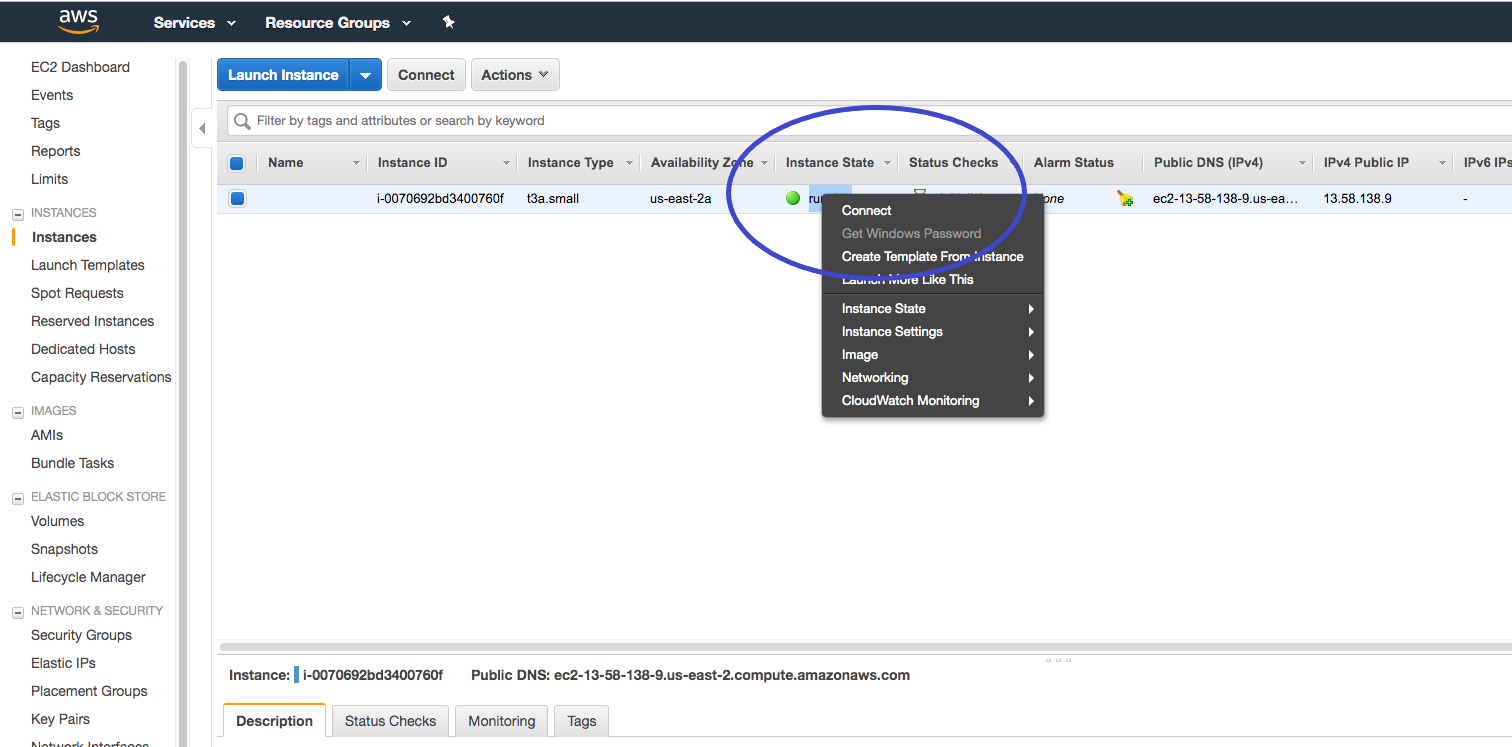 aws Services Resource Groups
EC2 Dashboard
Events
Tags
Reports
Limits
INSTANCES
Instances
Launch Templates
Spot Requests
Reserved Instances
Dedicated Hosts
Capacity Reservations
IMAGES
AMIs
Bundle Tasks
ELASTIC BLOCK STORE
Volumes
Snapshots
Lifecycle Manager
NETWORK & SECURITY
Security Groups
Elastic IPs
Placement Groups
Key Pairs
Network Interfaces
Launch Instance Connect Actions
Filter by tags and attributes or search by keyword
Name Instance ID Instance Type Availability Zone Instance State Status Checks Alarm Status Public DNS (IPv4) IPv4 Public IP IPv6 IPs
i-0070692bd3400760f t3a.small us-east-2a ec2-13-58-138-9.us-ea… 13.58.138.9 -
Connect
Get Windows Password
Create Template From Instance
Launch More Like This
Instance State
Instance Settings
Image
Networking
CloudWatch Monitoring
Instance: i-0070692bd3400760f Public DNS: ec2-13-58-138-9.us-east-2.compute.amazonaws.com
Description Status Checks Monitoring Tags